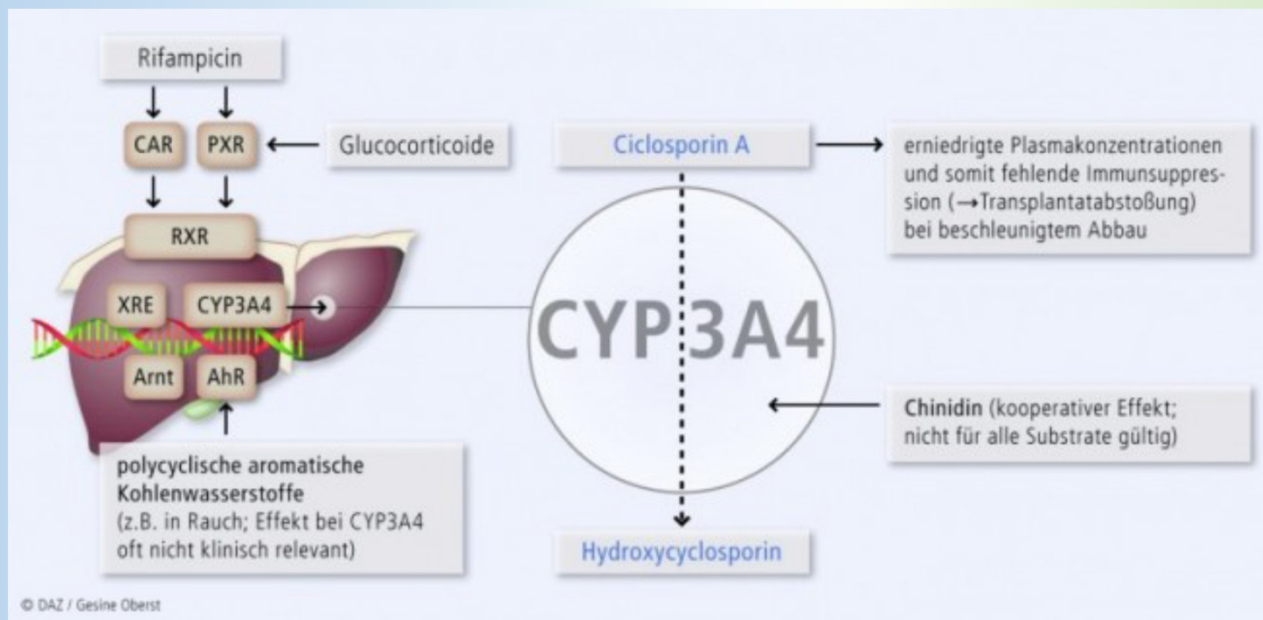 Rifampicin
CAR
PXR
Glucocorticoide
RXR
XRE
CYP3A4
Arnt
AhR
polycyclische aromatische
Kohlenwasserstoffe
(z.B. in Rauch; Effekt bei CYP3A4
oft nicht klinisch relevant)
Ciclosporin A
erniedrigte Plasmakonzentrationen
und somit fehlende Immunsuppres-
sion (→Transplantatabstoßung)
bei beschleunigtem Abbau
CYP3A4
Chinidin (kooperativer Effekt;
nicht für alle Substrate gültig)
Hydroxycyclosporin
© DAZ / Gesine Oberst